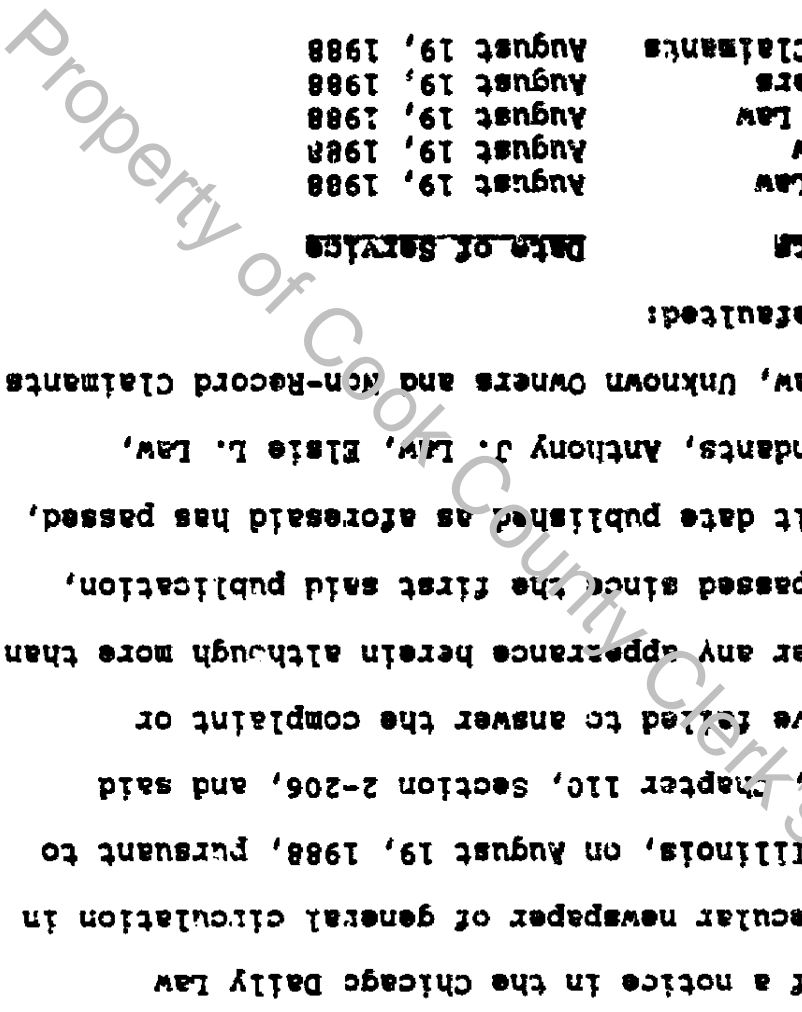 f a notice in the Chicago Daily Law
ecular newspaper of general circulation in
llinois, on August 19, 1988, pursuant to
, Chapter 110, Section 2-206, and said
ve failed to answer the complaint or
er any appearance herein although more than
passed since the first said publication,
lt date published as aforesaid has passed,
ndants, Anthony J. Law, Elsie L. Law,
aw, Unknown Owners and Non-Record Claimants
efaulted:
ts Date of Service
Law August 19, 1988
w August 19, 1988
Law August 19, 1988
ers August 19, 1988
Claimants August 19, 1988
Property of Cook County Clerk's